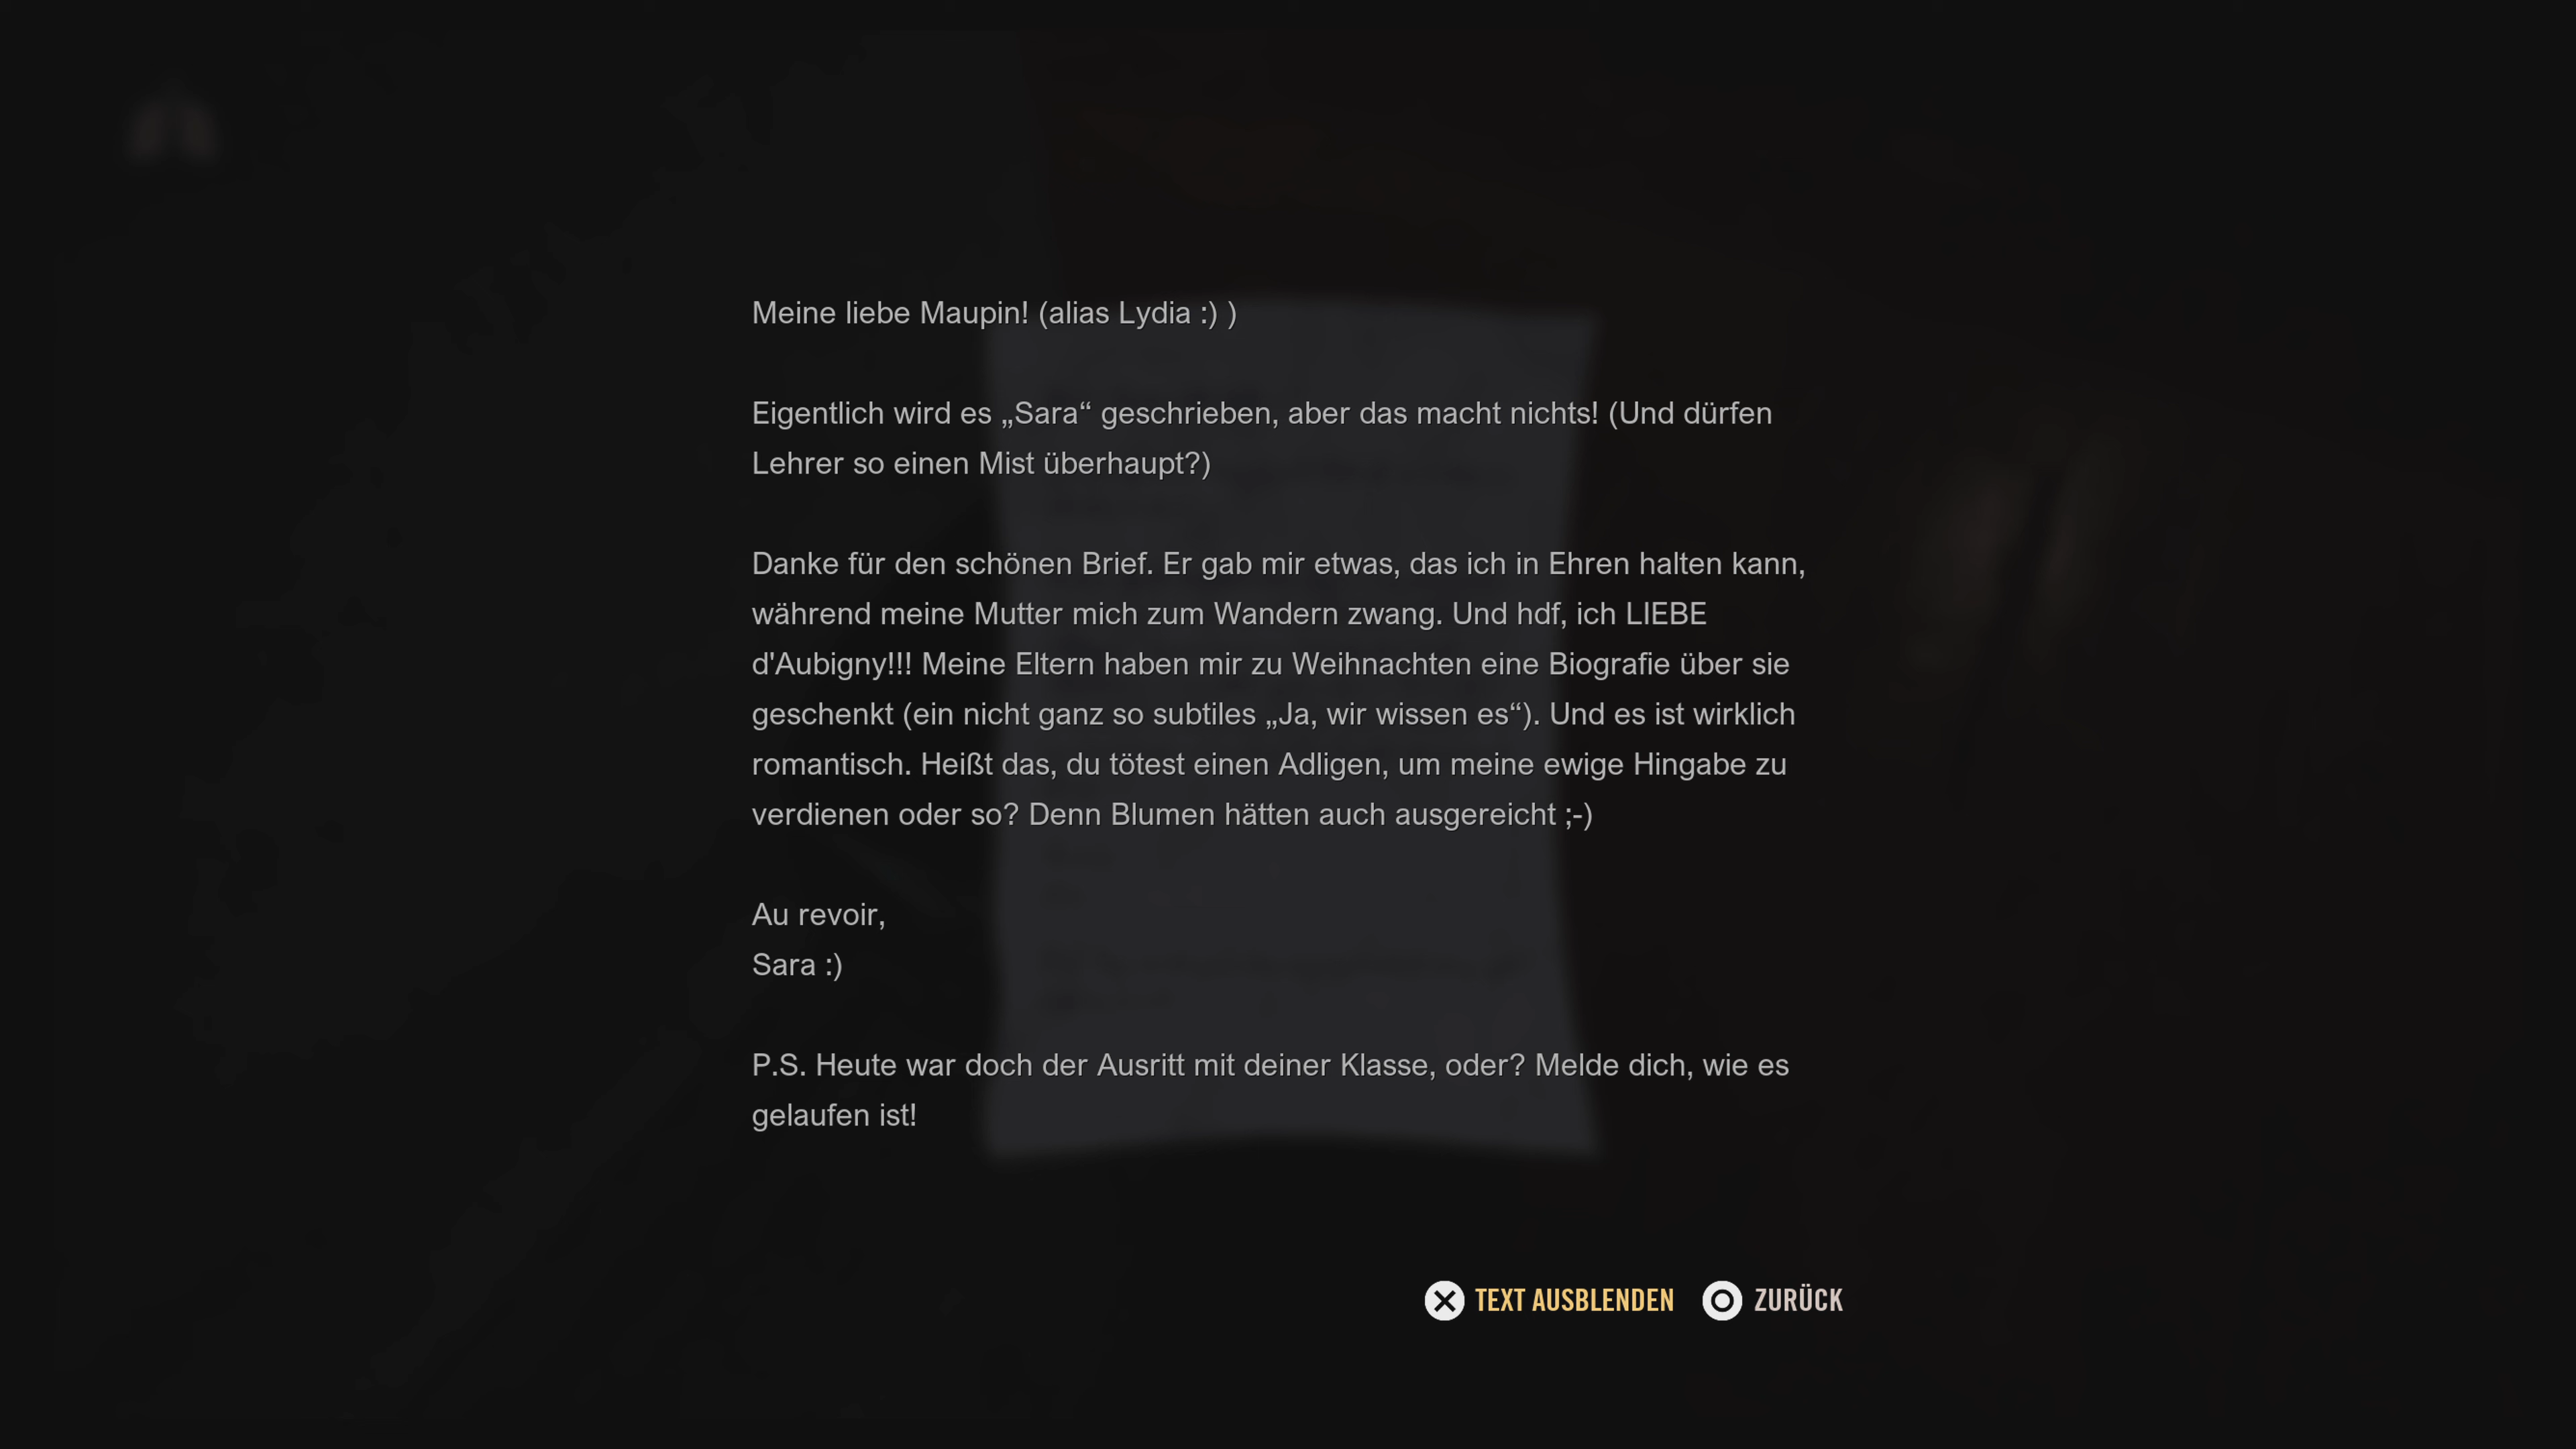 Meine liebe Maupin! (alias Lydia :) )
Eigentlich wird es „Sara“ geschrieben, aber das macht nichts! (Und dürfen
Lehrer so einen Mist überhaupt?)
Danke für den schönen Brief. Er gab mir etwas, das ich in Ehren halten kann,
während meine Mutter mich zum Wandern zwang. Und hdf, ich LIEBE
d'Aubigny!!! Meine Eltern haben mir zu Weihnachten eine Biografie über sie
geschenkt (ein nicht ganz so subtiles „Ja, wir wissen es“). Und es ist wirklich
romantisch. Heißt das, du tötest einen Adligen, um meine ewige Hingabe zu
verdienen oder so? Denn Blumen hätten auch ausgereicht ;-)
Au revoir,
Sara :)
P.S. Heute war doch der Ausritt mit deiner Klasse, oder? Melde dich, wie es
gelaufen ist!
TEXT AUSBLENDEN ZURÜCK